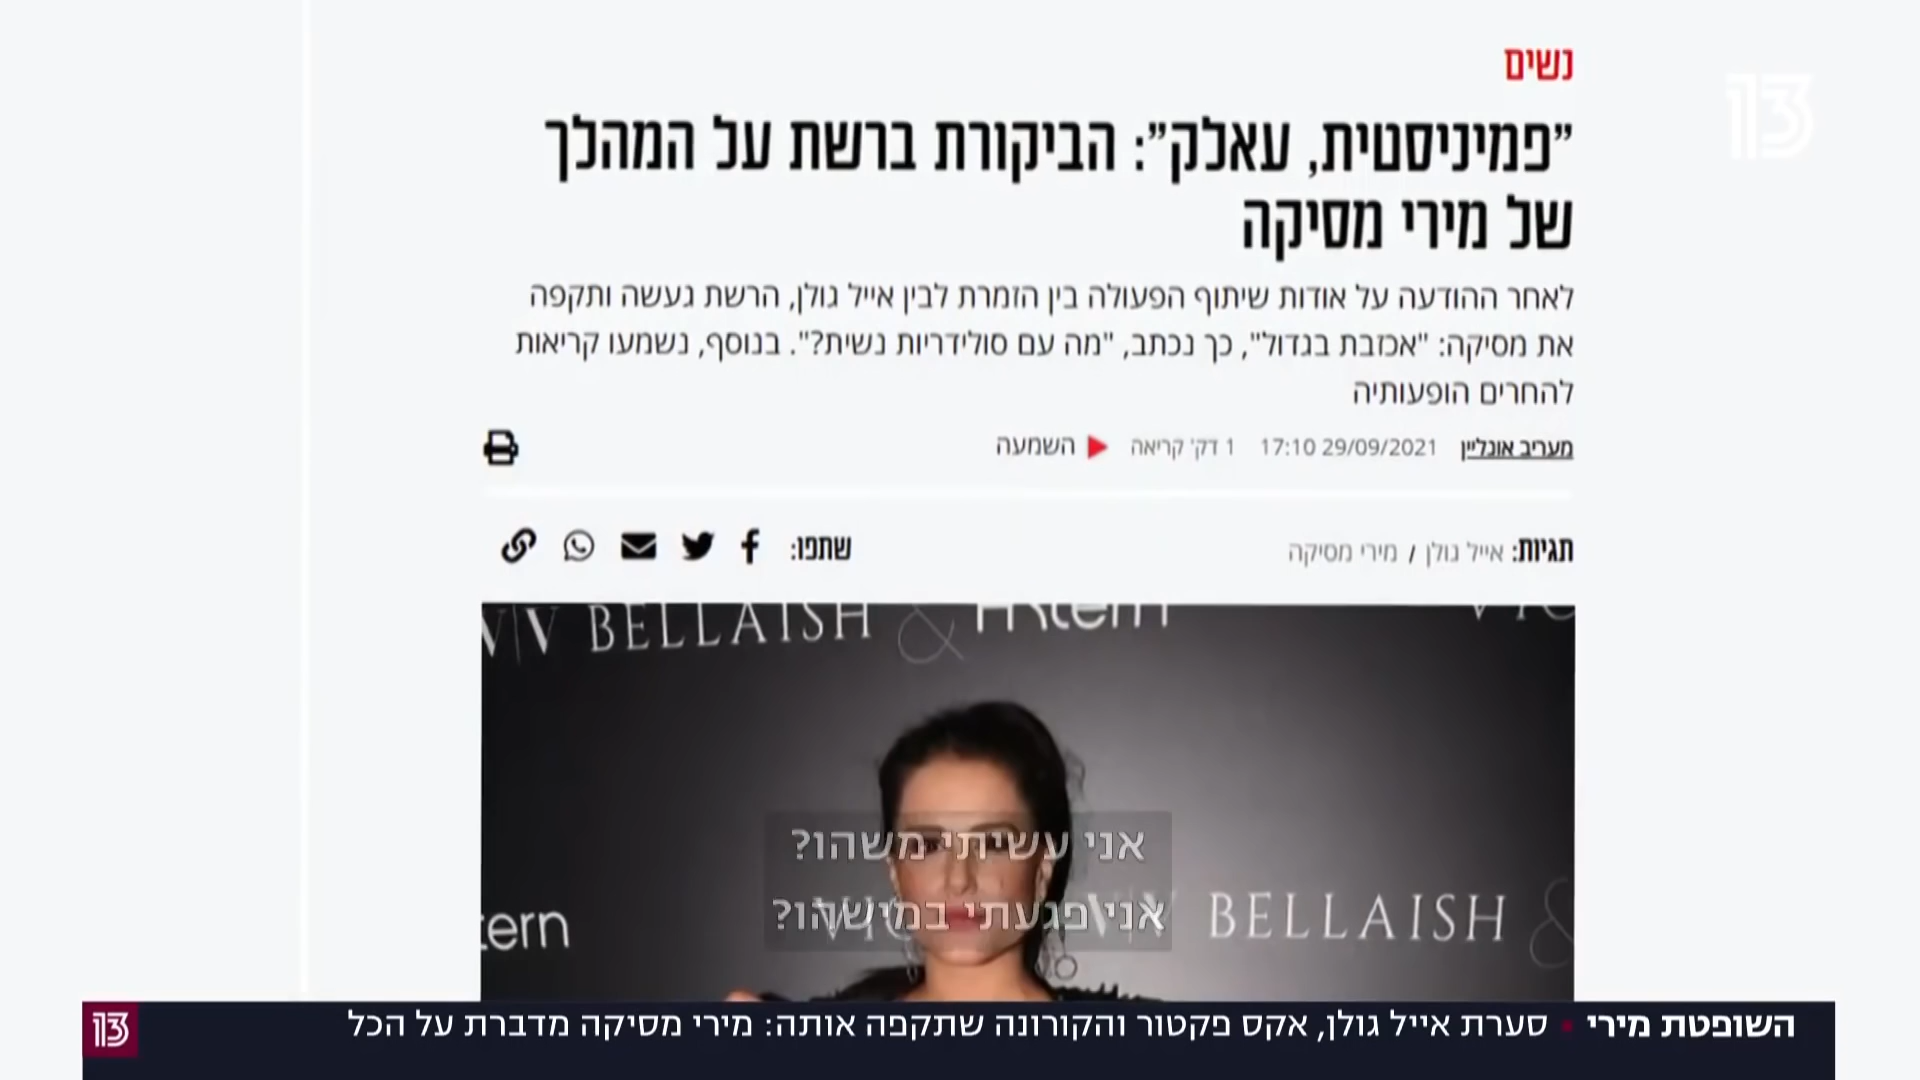 נשים
13
"פמיניסטית, עאלק": הביקורת ברשת על המהלך
של מירי מסיקה
לאחר ההודעה על אודות שיתוף הפעולה בין הזמרת לבין אייל גולן, הרשת געשה ותקפה
את מסיקה: "אכזבת בגדול", כך נכתב, "מה עם סולידריות נשית?". בנוסף, נשמעו קריאות
להחרים הופעותיה
מעריב אונליין 29/09/2021 17:10 1 דק' קריאה השמעה
תגיות: אייל גולן / מירי מסיקה שתפו:
V|V BELLAISH &
אני עשיתי משהו?
אני פגעתי במישהו?
tern
BELLAISH &
השופטת מירי • סערת אייל גולן, אקס פקטור והקורונה שתקפה אותה: מירי מסיקה מדברת על הכל
13